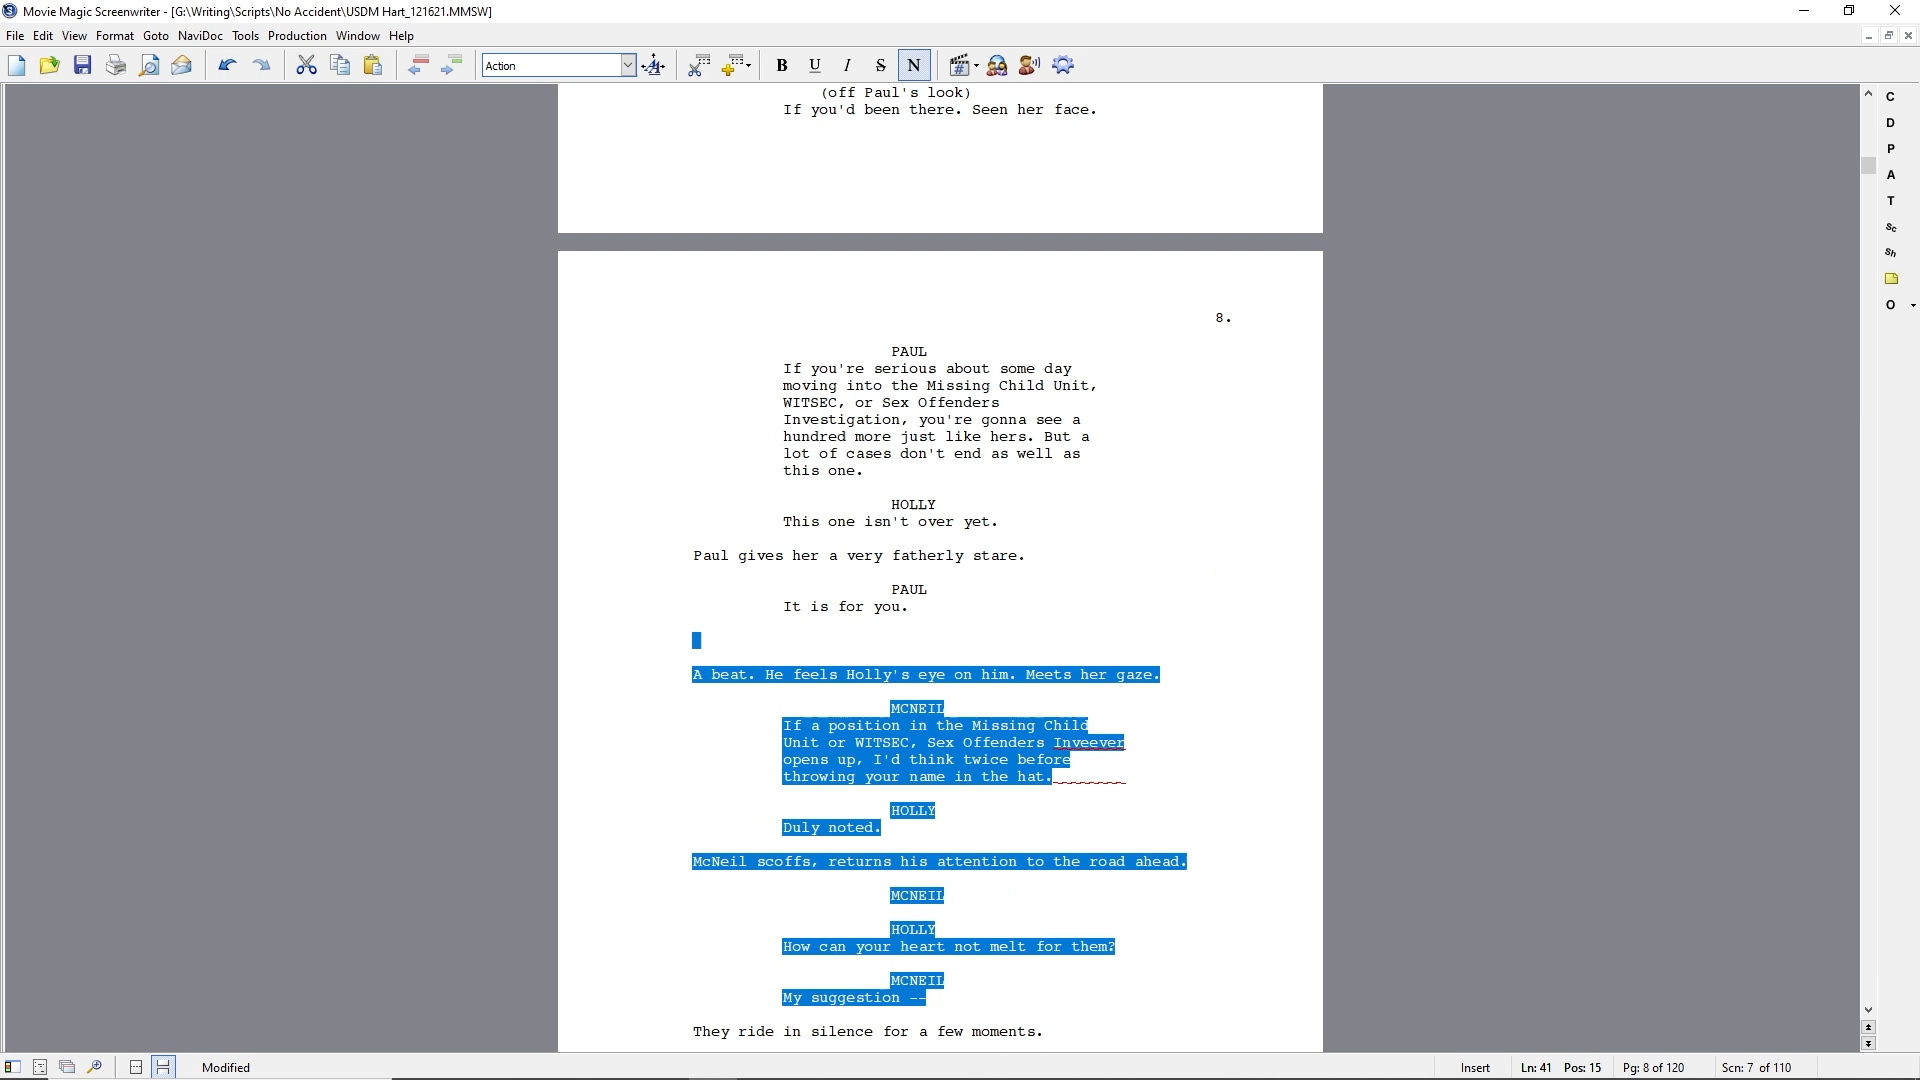 Movie Magic Screenwriter - [G:\Writing\Scripts\No Accident\USDM Hart_121621.MMSW]
File Edit View Format Goto NaviDoc Tools Production Window Help
Action
B U I S N
(off Paul's look)
If you'd been there. Seen her face.
8.
PAUL
If you're serious about some day
moving into the Missing Child Unit,
WITSEC, or Sex Offenders
Investigation, you're gonna see a
hundred more just like hers. But a
lot of cases don't end as well as
this one.
HOLLY
This one isn't over yet.
Paul gives her a very fatherly stare.
PAUL
It is for you.
A beat. He feels Holly's eye on him. Meets her gaze.
MCNEIL
If a position in the Missing Child
Unit or WITSEC, Sex Offenders Inveever
opens up, I'd think twice before
throwing your name in the hat.
HOLLY
Duly noted.
McNeil scoffs, returns his attention to the road ahead.
MCNEIL
HOLLY
How can your heart not melt for them?
MCNEIL
My suggestion --
They ride in silence for a few moments.
C
D
P
A
T
Sc
Sh
O
Modified
Insert Ln: 41 Pos: 15 Pg: 8 of 120 Scn: 7 of 110